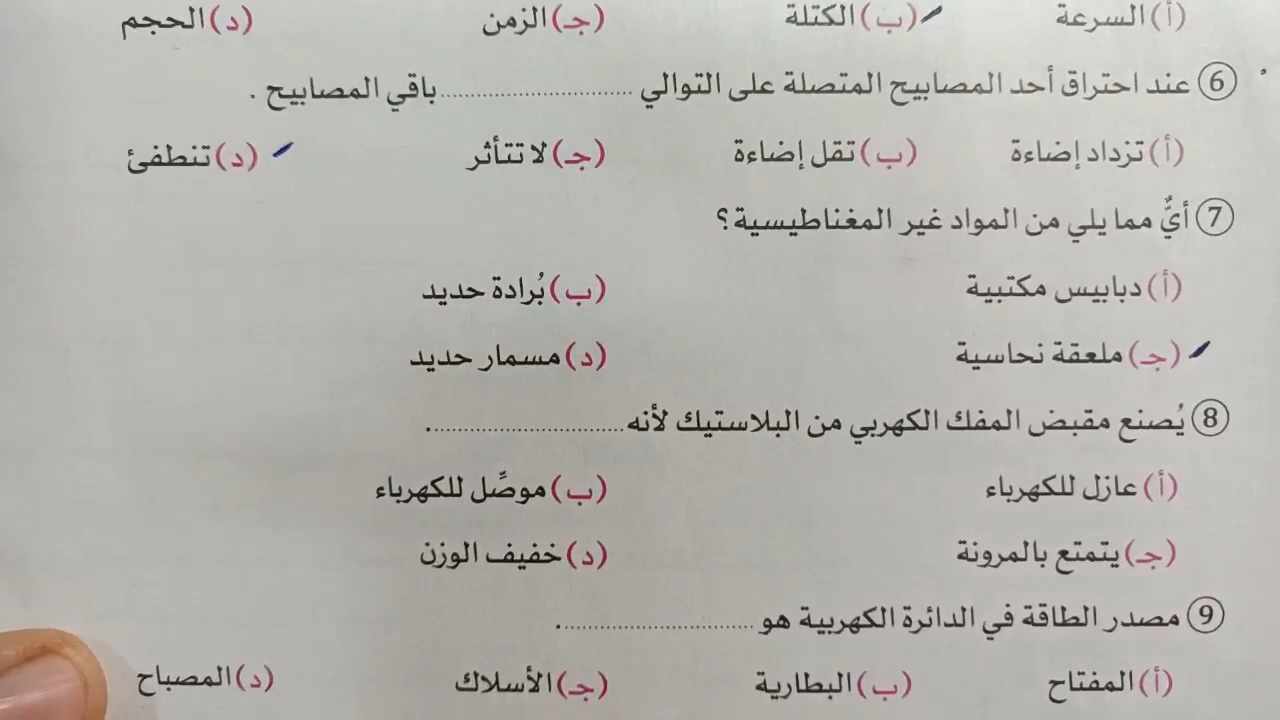 (أ) السرعة (ب) الكتلة (جـ) الزمن (د) الحجم
6 عند احتراق أحد المصابيح المتصلة على التوالي .............................. باقي المصابيح .
(أ) تزداد إضاءة (ب) تقل إضاءة (جـ) لا تتأثر (د) تنطفئ
7 أيٌّ مما يلي من المواد غير المغناطيسية؟
(أ) دبابيس مكتبية (ب) بُرادة حديد
(جـ) ملعقة نحاسية (د) مسمار حديد
8 يُصنع مقبض المفك الكهربي من البلاستيك لأنه ..............................
(أ) عازل للكهرباء (ب) موصِّل للكهرباء
(جـ) يتمتع بالمرونة (د) خفيف الوزن
9 مصدر الطاقة في الدائرة الكهربية هو ..............................
(أ) المفتاح (ب) البطارية (جـ) الأسلاك (د) المصباح